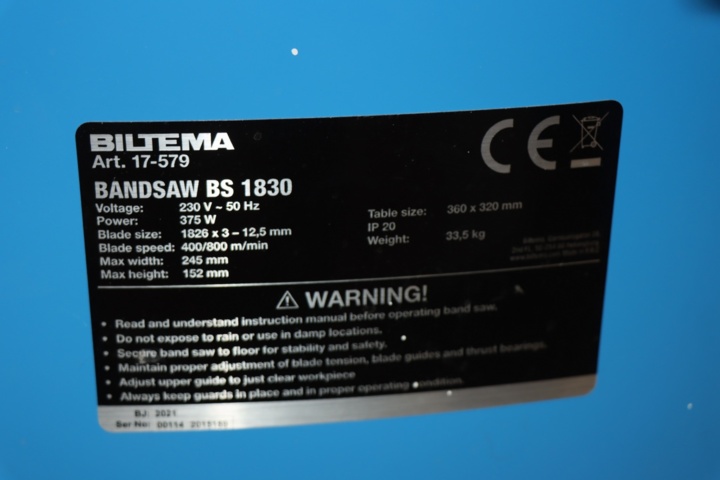 BILTEMA
Art. 17-579
CE
BANDSAW BS 1830
Voltage: 230 V ~ 50 Hz
Power: 375 W
Blade size: 1826 x 3 – 12,5 mm
Blade speed: 400/800 m/min
Max width: 245 mm
Max height: 152 mm
Table size: 360 x 320 mm
IP 20
Weight: 33,5 kg
WARNING!
• Read and understand instruction manual before operating band saw.
• Do not expose to rain or use in damp locations.
• Secure band saw to floor for stability and safety.
• Maintain proper adjustment of blade tension, blade guides and thrust bearings.
• Adjust upper guide to just clear workpiece
• Always keep guards in place and in proper operating condition.
BJ: 2021
Ser No: 00114